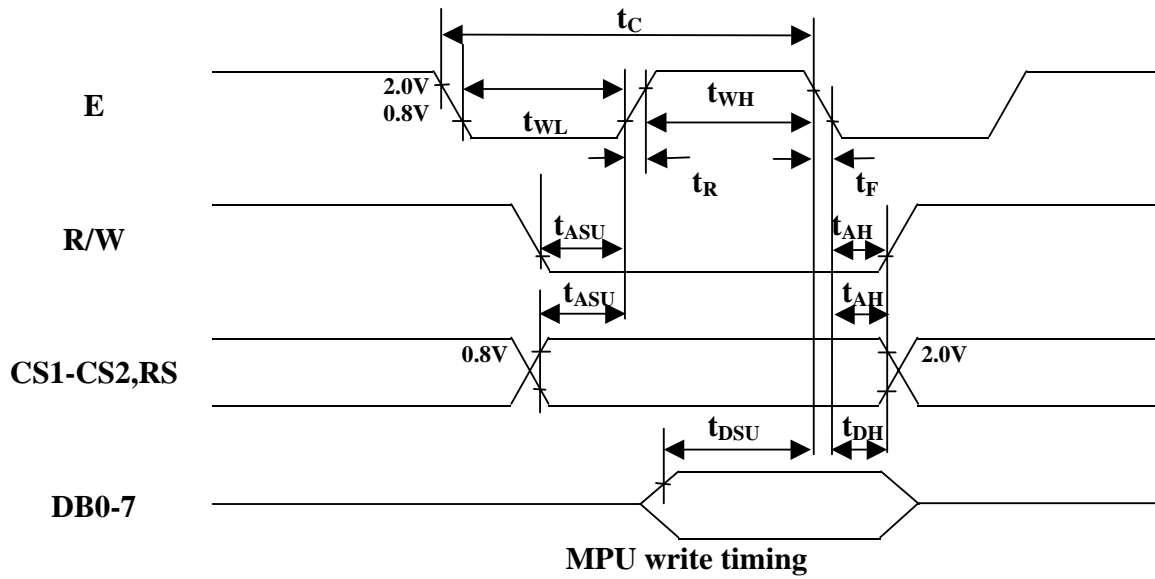 tC
2.0V
0.8V
E
tWL
tWH
tR
tF
R/W
tASU
tAH
tASU
tAH
CS1-CS2,RS
0.8V
2.0V
tDSU
tDH
DB0-7
MPU write timing